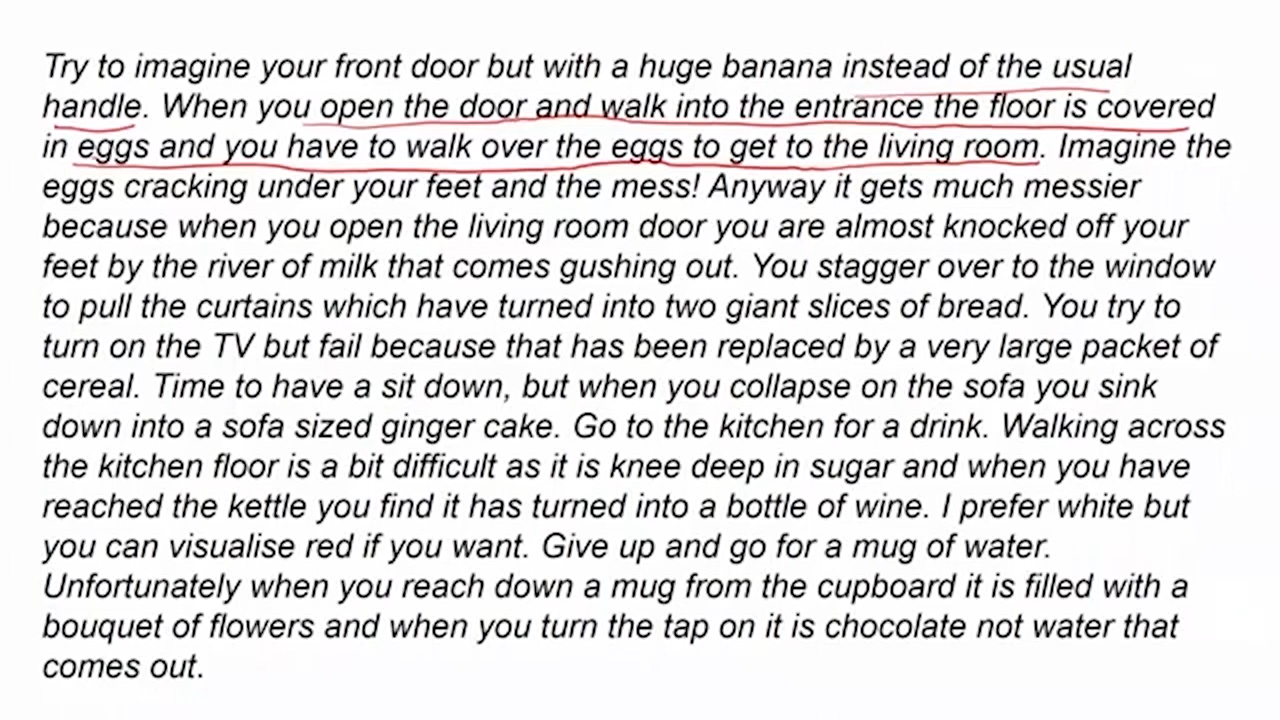 Try to imagine your front door but with a huge banana instead of the usual
handle. When you open the door and walk into the entrance the floor is covered
in eggs and you have to walk over the eggs to get to the living room. Imagine the
eggs cracking under your feet and the mess! Anyway it gets much messier
because when you open the living room door you are almost knocked off your
feet by the river of milk that comes gushing out. You stagger over to the window
to pull the curtains which have turned into two giant slices of bread. You try to
turn on the TV but fail because that has been replaced by a very large packet of
cereal. Time to have a sit down, but when you collapse on the sofa you sink
down into a sofa sized ginger cake. Go to the kitchen for a drink. Walking across
the kitchen floor is a bit difficult as it is knee deep in sugar and when you have
reached the kettle you find it has turned into a bottle of wine. I prefer white but
you can visualise red if you want. Give up and go for a mug of water.
Unfortunately when you reach down a mug from the cupboard it is filled with a
bouquet of flowers and when you turn the tap on it is chocolate not water that
comes out.